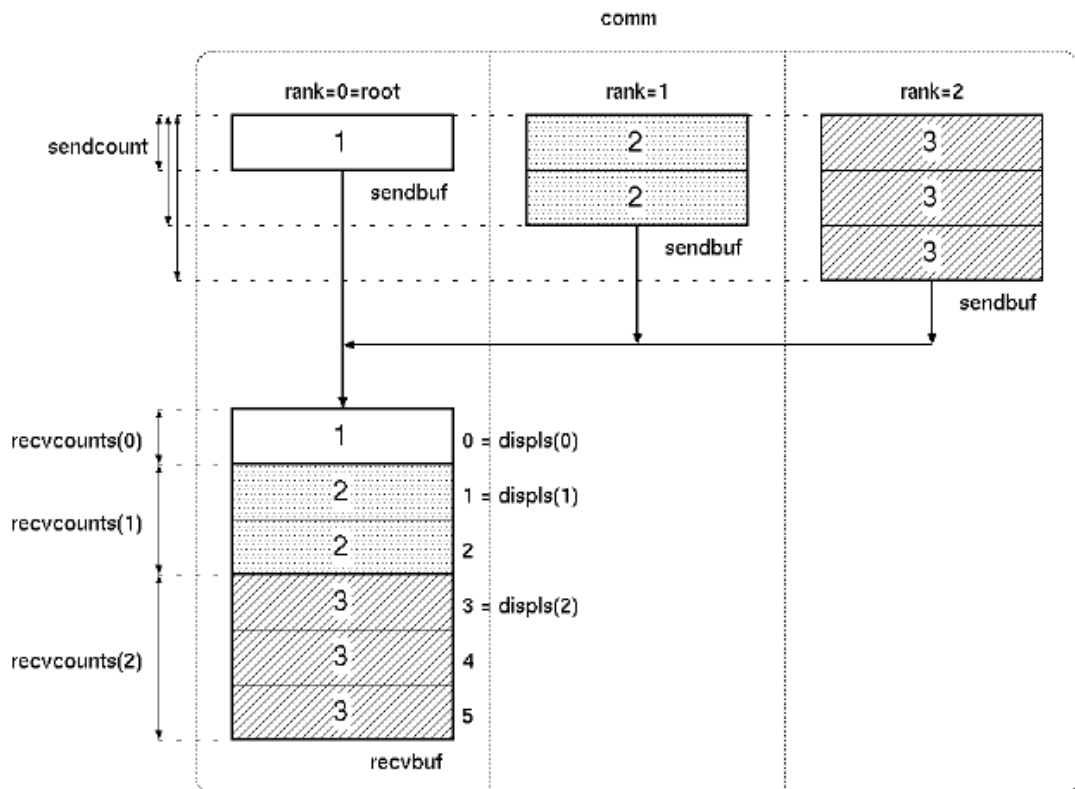 comm
rank=0=root rank=1 rank=2
sendcount
1 2 3
sendbuf 2 3
sendbuf 3
sendbuf
recvcounts(0) 1 0 = displs(0)
2 1 = displs(1)
recvcounts(1)
2 2
3 3 = displs(2)
recvcounts(2) 3 4
3 5
recvbuf